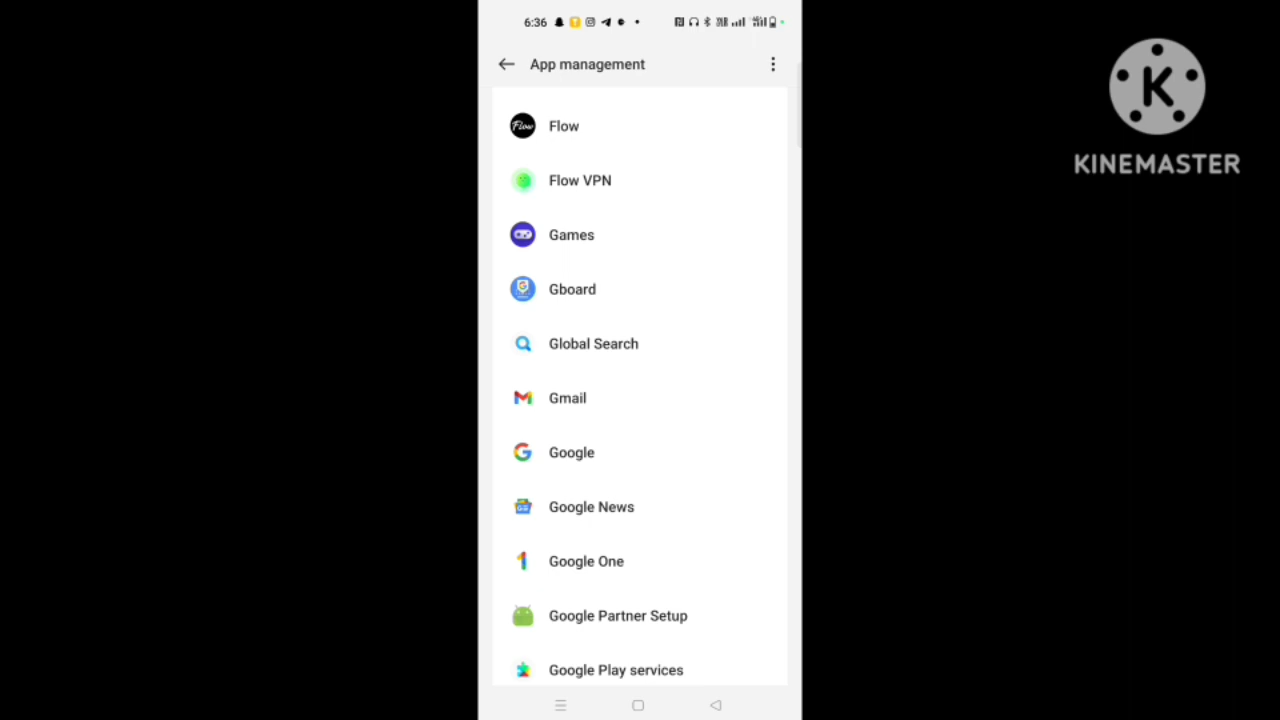 6:36
App management
Flow
Flow
Flow VPN
Games
Gboard
Global Search
Gmail
Google
Google News
Google One
Google Partner Setup
Google Play services
K
KINEMASTER